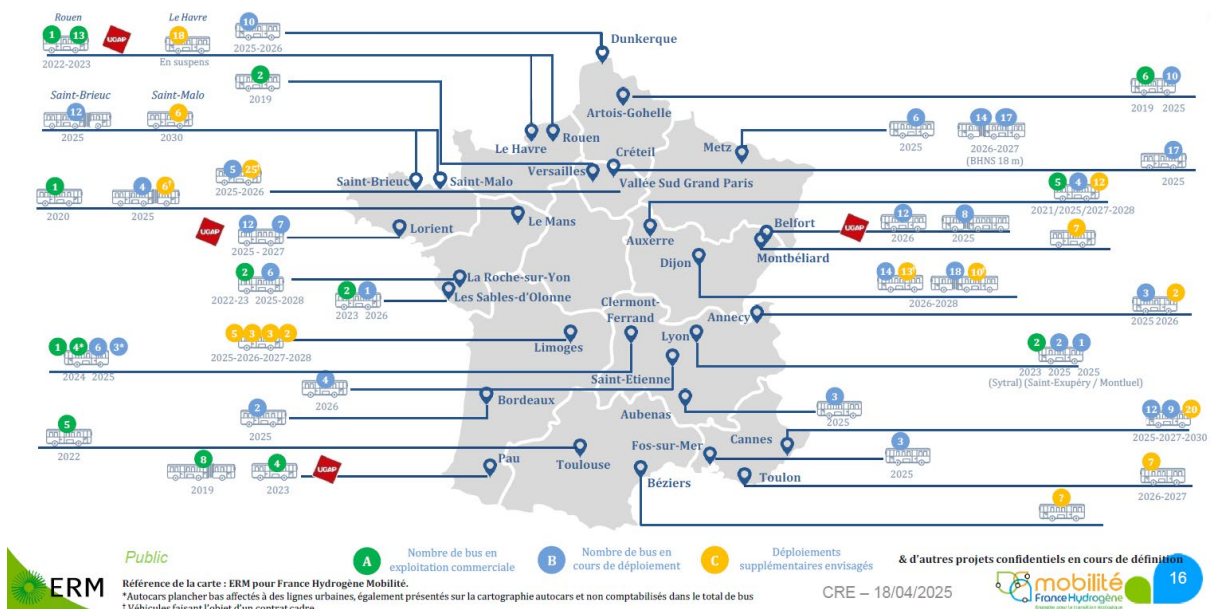 Rouen
1 13
UGAP
2022-2023
Le Havre
18
En suspens
10
2025-2026
Dunkerque
2
2019
6 10
2019 2025
Artois-Gohelle
Saint-Brieuc
12
2025
Saint-Malo
6
2030
Le Havre
Rouen
Versailles
Créteil
Vallée Sud Grand Paris
Metz
6
2025
14 17
2026-2027
(BHNS 18 m)
17
2025
5 25†
2025-2026
Saint-Brieuc
Saint-Malo
1
2020
4 6†
2025
Le Mans
5 4 12
2021/2025/2027-2028
Auxerre
UGAP
12 7
2025 - 2027
Lorient
Belfort
UGAP
12
2026
8
2025
Montbéliard
7
Dijon
14 13†
18 10†
2026-2028
2 6
2022-23 2025-2028
La Roche-sur-Yon
2 1
2023 2026
Les Sables-d'Olonne
Clermont-
Ferrand
Annecy
3 2
2025 2026
5 3 3 2
2025-2026-2027-2028
Limoges
Lyon
2 2 1
2023 2025 2025
(Sytral) (Saint-Exupéry / Montluel)
1 4* 6 3*
2024 2025
Saint-Etienne
4
2026
Bordeaux
2
2025
Aubenas
3
2025
5
2022
Toulouse
Fos-sur-Mer
Cannes
12 9 20
2025-2027-2030
3
2025
8
2019
4
2023
UGAP
Pau
Béziers
Toulon
7
2026-2027
?
Public
A
Nombre de bus en
exploitation commerciale
B
Nombre de bus en
cours de déploiement
C
Déploiements
supplémentaires envisagés
& d'autres projets confidentiels en cours de définition
ERM
Référence de la carte : ERM pour France Hydrogène Mobilité.
*Autocars plancher bas affectés à des lignes urbaines, également présentés sur la cartographie autocars et non comptabilisés dans le total de bus
† Véhicules faisant l'objet d'un contrat cadre
CRE – 18/04/2025
mobilité
France Hydrogène
16